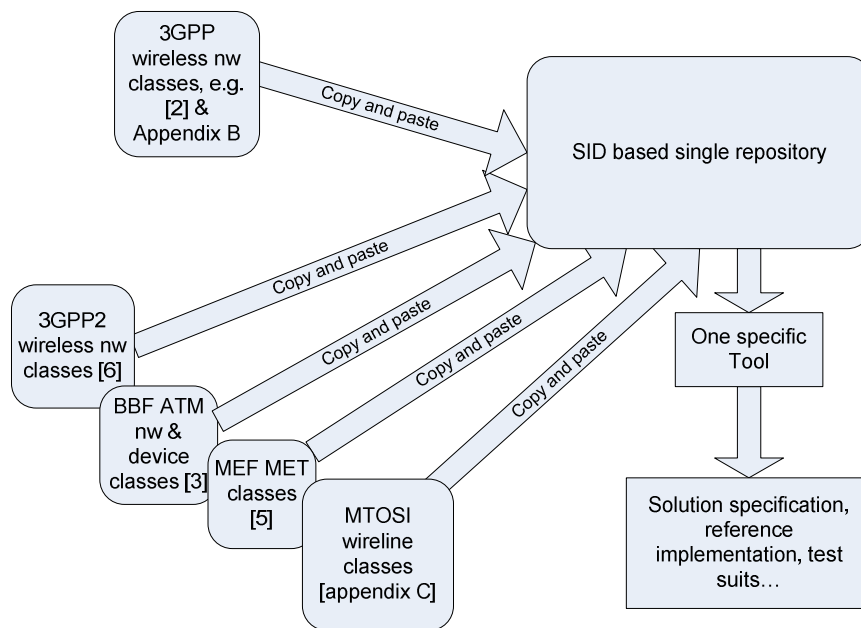 3GPP
wireless nw
classes, e.g.
[2] &
Appendix B
Copy and paste
SID based single repository
Copy and paste
3GPP2
wireless nw
classes [6]
Copy and paste
BBF ATM
nw &
device
classes [3]
Copy and paste
MEF MET
classes
[5]
Copy and paste
MTOSI
wireline
classes
[appendix C]
One specific
Tool
Solution specification,
reference
implementation, test
suits…